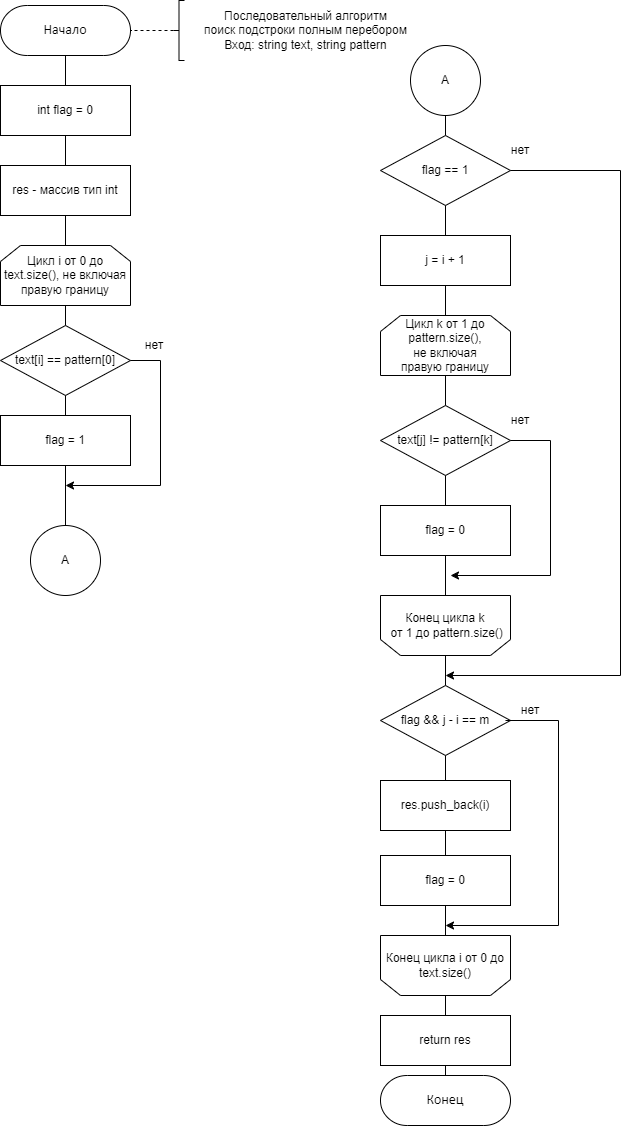 Начало
Последовательный алгоритм
поиск подстроки полным перебором
Вход: string text, string pattern
int flag = 0
res - массив тип int
Цикл i от 0 до
text.size(), не включая
правую границу
text[i] == pattern[0]
нет
flag = 1
A
A
flag == 1
нет
j = i + 1
Цикл k от 1 до
pattern.size(),
не включая
правую границу
text[j] != pattern[k]
нет
flag = 0
Конец цикла k
от 1 до pattern.size()
flag && j - i == m
нет
res.push_back(i)
flag = 0
Конец цикла i от 0 до
text.size()
return res
Конец